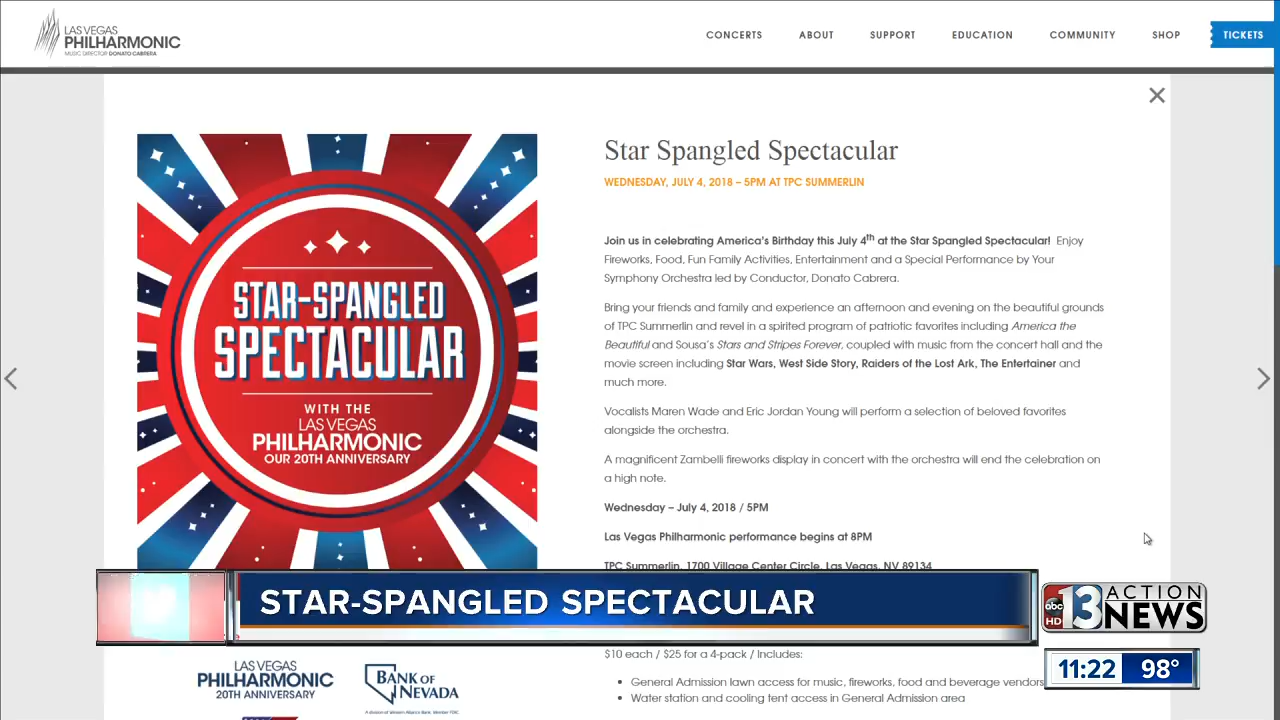 LAS VEGAS
PHILHARMONIC
MUSIC DIRECTOR DONATO CABRERA
CONCERTS
ABOUT
SUPPORT
EDUCATION
COMMUNITY
SHOP
TICKETS
STAR-SPANGLED
SPECTACULAR
WITH THE
LAS VEGAS
PHILHARMONIC
OUR 20TH ANNIVERSARY
Star Spangled Spectacular
WEDNESDAY, JULY 4, 2018 – 5PM AT TPC SUMMERLIN
Join us in celebrating America's Birthday this July 4th at the Star Spangled Spectacular! Enjoy
Fireworks, Food, Fun Family Activities, Entertainment and a Special Performance by Your
Symphony Orchestra led by Conductor, Donato Cabrera.
Bring your friends and family and experience an afternoon and evening on the beautiful grounds
of TPC Summerlin and revel in a spirited program of patriotic favorites including America the
Beautiful and Sousa's Stars and Stripes Forever, coupled with music from the concert hall and the
movie screen including Star Wars, West Side Story, Raiders of the Lost Ark, The Entertainer and
much more.
Vocalists Maren Wade and Eric Jordan Young will perform a selection of beloved favorites
alongside the orchestra.
A magnificent Zambelli fireworks display in concert with the orchestra will end the celebration on
a high note.
Wednesday – July 4, 2018 / 5PM
Las Vegas Philharmonic performance begins at 8PM
TPC Summerlin, 1700 Village Center Circle, Las Vegas, NV 89134
STAR-SPANGLED SPECTACULAR
abc
HD
13
ACTION
NEWS
11:22
98°
$10 each / $25 for a 4-pack / Includes:
General Admission lawn access for music, fireworks, food and beverage vendors
Water station and cooling tent access in General Admission area
LAS VEGAS
PHILHARMONIC
20TH ANNIVERSARY
BANK OF
NEVADA
A division of Western Alliance Bank. Member FDIC.